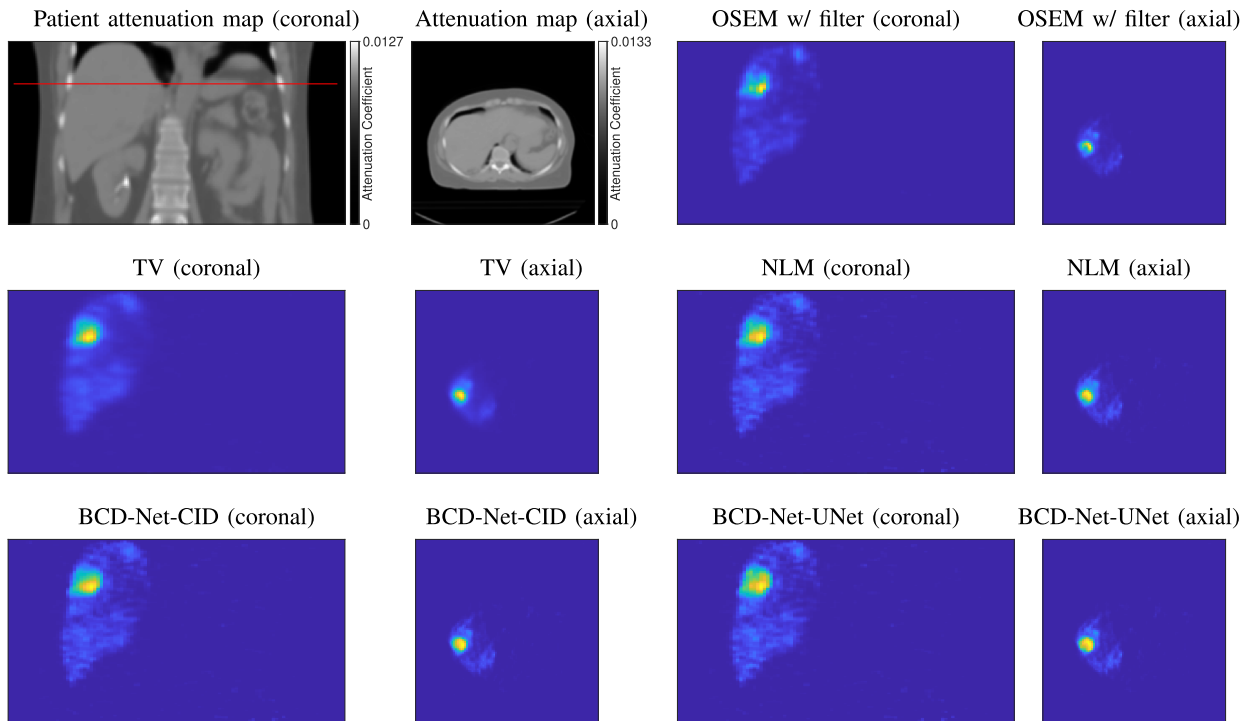 Patient attenuation map (coronal)
Attenuation map (axial)
OSEM w/ filter (coronal)
OSEM w/ filter (axial)
0.0127
Attenuation Coefficient
0
0.0133
Attenuation Coefficient
0
TV (coronal)
TV (axial)
NLM (coronal)
NLM (axial)
BCD-Net-CID (coronal)
BCD-Net-CID (axial)
BCD-Net-UNet (coronal)
BCD-Net-UNet (axial)